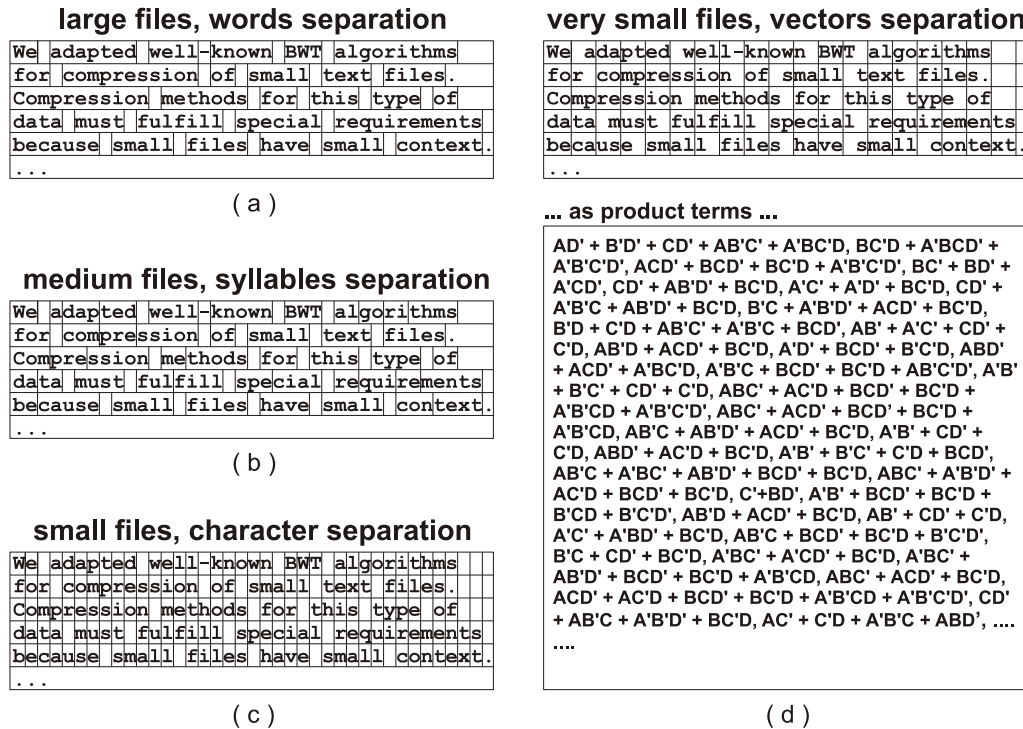 large files, words separation
We adapted well-known BWT algorithms
for compression of small text files.
Compression methods for this type of
data must fulfill special requirements
because small files have small context.
...
( a )
medium files, syllables separation
We adapted well-known BWT algorithms
for compression of small text files.
Compression methods for this type of
data must fulfill special requirements
because small files have small context.
...
( b )
small files, character separation
We adapted well-known BWT algorithms
for compression of small text files.
Compression methods for this type of
data must fulfill special requirements
because small files have small context.
...
( c )
very small files, vectors separation
We adapted well-known BWT algorithms
for compression of small text files.
Compression methods for this type of
data must fulfill special requirements
because small files have small context.
...
... as product terms ...
AD' + B'D' + CD' + AB'C' + A'BC'D, BC'D + A'BCD' +
A'B'C'D', ACD' + BCD' + BC'D + A'B'C'D', BC' + BD' +
A'CD', CD' + AB'D' + BC'D, A'C' + A'D' + BC'D, CD' +
A'B'C + AB'D' + BC'D, B'C + A'B'D' + ACD' + BC'D,
B'D + C'D + AB'C' + A'B'C + BCD', AB' + A'C' + CD' +
C'D, AB'D + ACD' + BC'D, A'D' + BCD' + B'C'D, ABD'
+ ACD' + A'BC'D, A'B'C + BCD' + BC'D + AB'C'D', A'B'
+ B'C' + CD' + C'D, ABC' + AC'D + BCD' + BC'D +
A'B'CD + A'B'C'D', ABC' + ACD' + BCD’ + BC'D +
A'B'CD, AB'C + AB'D' + ACD' + BC'D, A'B' + CD' +
C'D, ABD' + AC'D + BC'D, A'B' + B'C' + C'D + BCD',
AB'C + A'BC' + AB'D' + BCD' + BC'D, ABC' + A'B'D' +
AC'D + BCD' + BC'D, C'+BD', A'B' + BCD' + BC'D +
B'CD + B'C'D', AB'D + ACD' + BC'D, AB' + CD' + C'D,
A'C' + A'BD' + BC'D, AB'C + BCD' + BC'D + B'C'D',
B'C + CD' + BC'D, A'BC' + A'CD' + BC'D, A'BC' +
AB'D' + BCD' + BC'D + A'B'CD, ABC' + ACD' + BC'D,
ACD' + AC'D + BCD' + BC'D + A'B'CD + A'B'C'D', CD'
+ AB'C + A'B'D' + BC'D, AC' + C'D + A'B'C + ABD’, ....
....
( d )